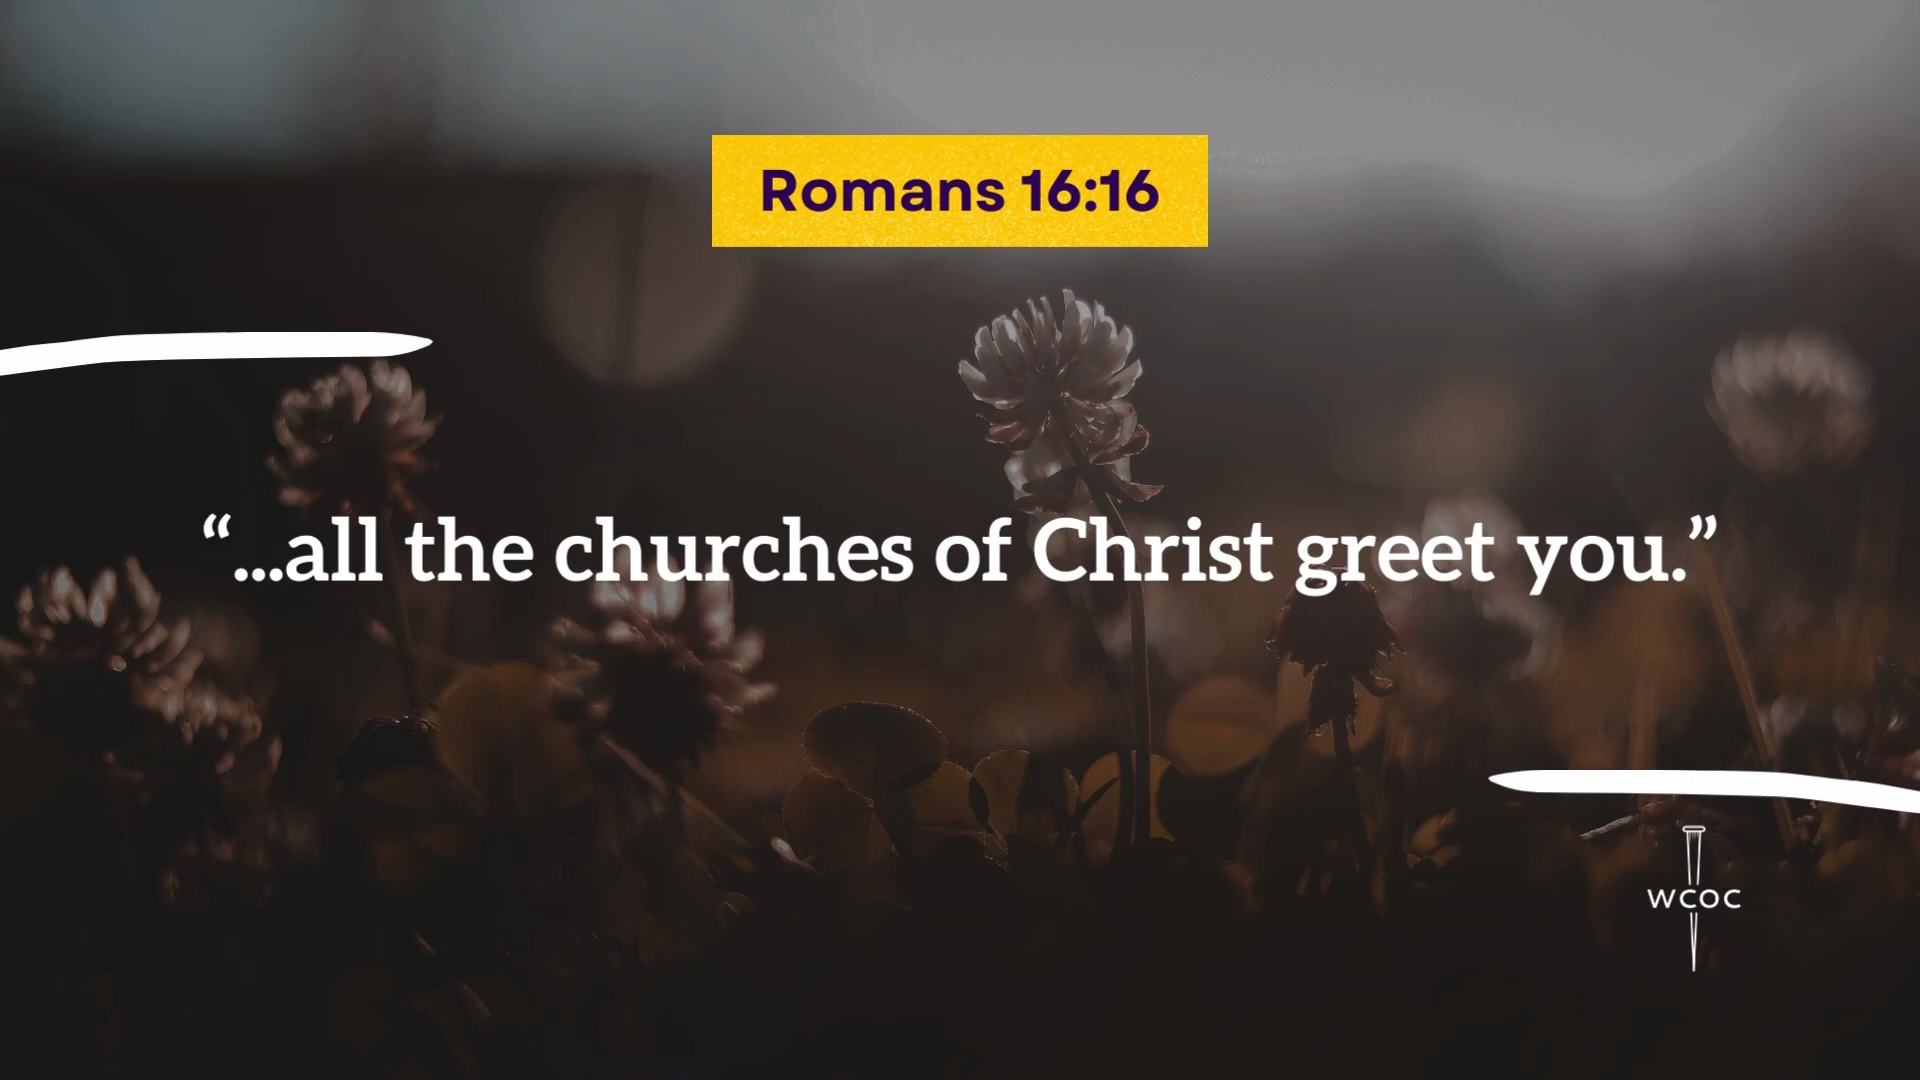 Romans 16:16
“...all the churches of Christ greet you.”
WCOC